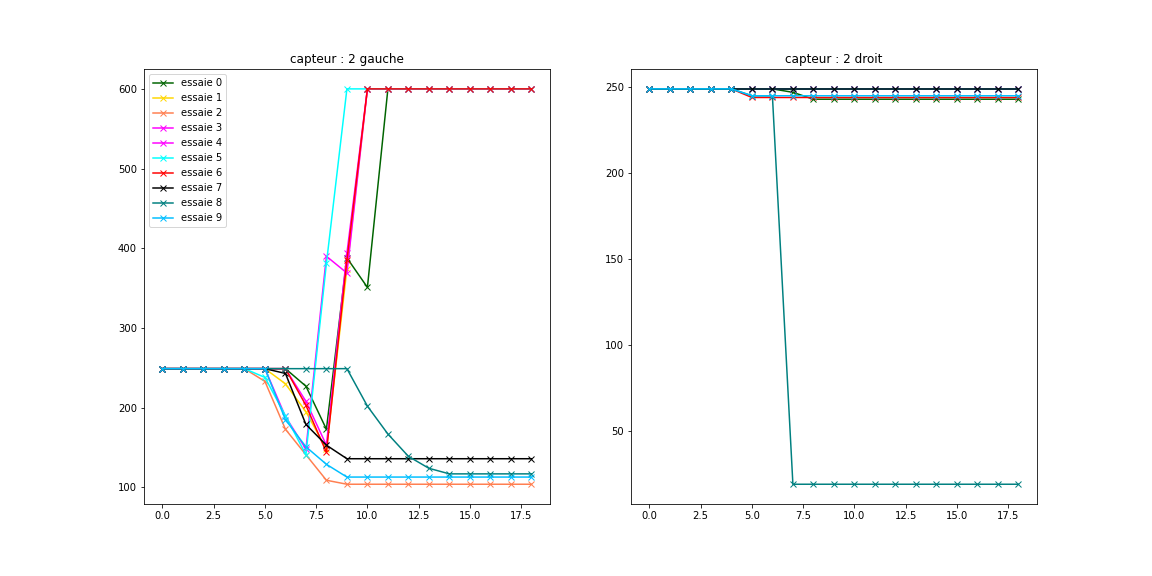 capteur : 2 gauche
600
500
400
300
200
100
0.0 2.5 5.0 7.5 10.0 12.5 15.0 17.5
essaie 0
essaie 1
essaie 2
essaie 3
essaie 4
essaie 5
essaie 6
essaie 7
essaie 8
essaie 9
capteur : 2 droit
250
200
150
100
50
0.0 2.5 5.0 7.5 10.0 12.5 15.0 17.5